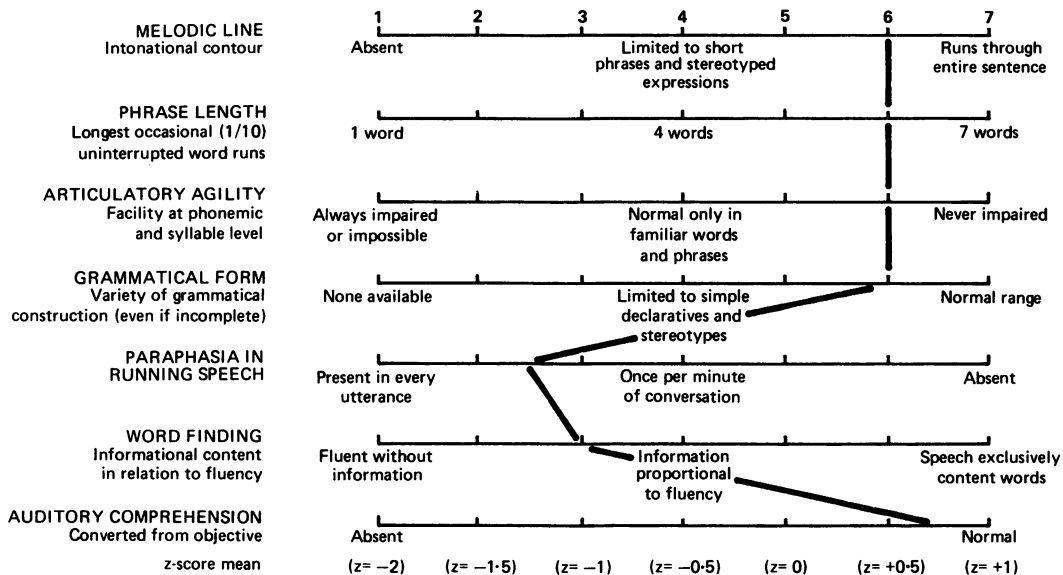 1 2 3 4 5 6 7
MELODIC LINE
Intonational contour
Absent
Limited to short
phrases and stereotyped
expressions
Runs through
entire sentence
PHRASE LENGTH
Longest occasional (1/10)
uninterrupted word runs
1 word
4 words
7 words
ARTICULATORY AGILITY
Facility at phonemic
and syllable level
Always impaired
or impossible
Normal only in
familiar words
and phrases
Never impaired
GRAMMATICAL FORM
Variety of grammatical
construction (even if incomplete)
None available
Limited to simple
declaratives and
stereotypes
Normal range
PARAPHASIA IN
RUNNING SPEECH
Present in every
utterance
Once per minute
of conversation
Absent
WORD FINDING
Informational content
in relation to fluency
Fluent without
information
Information
proportional
to fluency
Speech exclusively
content words
AUDITORY COMPREHENSION
Converted from objective
z-score mean
Absent
Normal
(z= −2) (z= −1·5) (z= −1) (z= −0·5) (z= 0) (z= +0·5) (z= +1)